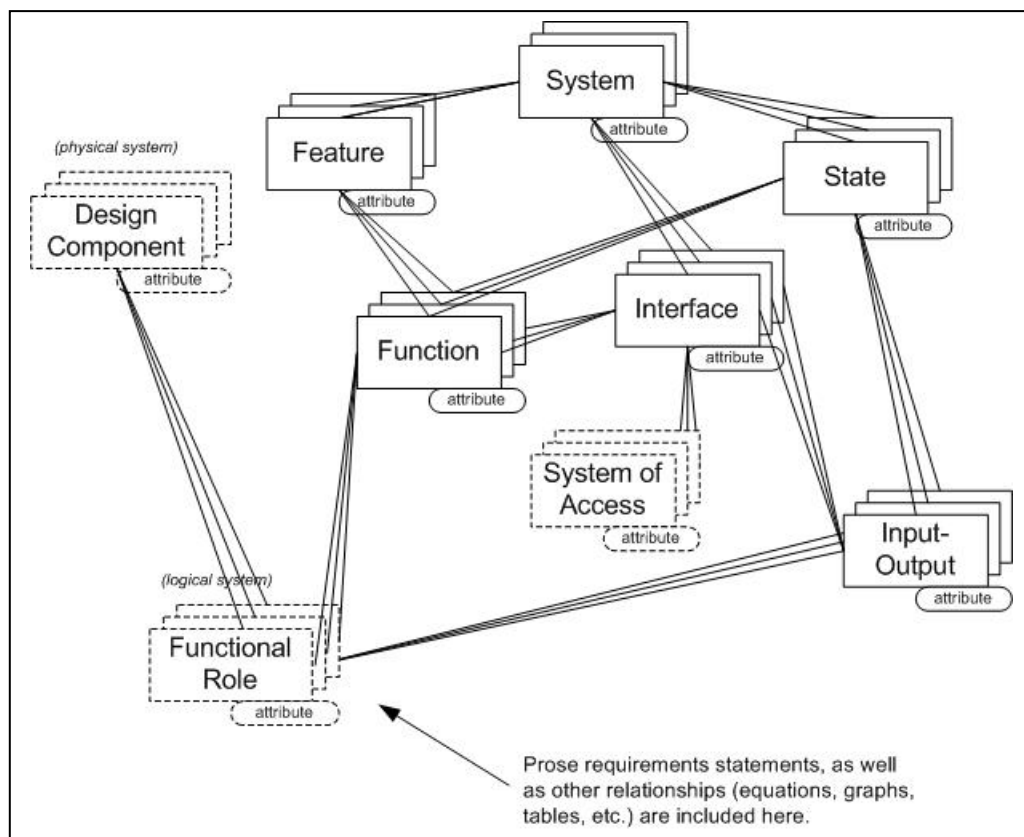 System
attribute
Feature
attribute
(physical system)
Design
Component
attribute
State
attribute
Interface
attribute
Function
attribute
System of
Access
attribute
Input-
Output
attribute
(logical system)
Functional
Role
attribute
Prose requirements statements, as well
as other relationships (equations, graphs,
tables, etc.) are included here.